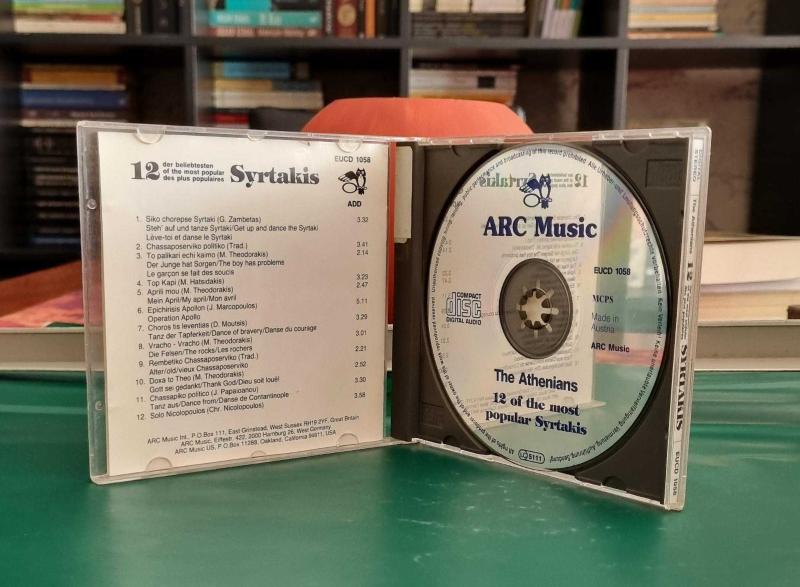 12 der beliebtesten
of the most popular
des plus populaires
Syrtakis
EUCD 1058
ADD
1. Siko chorepse Syrtaki (G. Zambetas) 3.32
Steh' auf und tanze Syrtaki/Get up and dance the Syrtaki
Lève-toi et danse le Syrtaki
2. Chassaposerviko politiko (Trad.) 3.41
3. To palikari echi kaimo (M. Theodorakis) 2.14
Der Junge hat Sorgen/The boy has problems
Le garçon se fait des soucis
4. Top Kapi (M. Hatsidakis) 3.23
5. Aprili mou (M. Theodorakis) 2.47
Mein April/My april/Mon avril
6. Epichirisis Apollon (J. Marcopoulos) 5.11
Operation Apollo
7. Choros tis leventias (D. Moutsis) 3.29
Tanz der Tapferkeit/Dance of bravery/Danse du courage
8. Vracho - Vracho (M. Theodorakis) 3.01
Die Felsen/The rocks/Les rochers
9. Rembetiko Chassaposerviko (Trad.) 2.21
Alter/old/vieux Chassaposerviko
10. Doxa to Theo (M. Theodorakis) 2.52
Gott sei gedankt/Thank God/Dieu soit loué!
11. Chassapiko politico (J. Papaioanou) 3.30
Tanz aus/Dance from/Danse de Contantinople
12. Solo Nicolopoulos (Chr. Nicolopoulos) 3.58
ARC Music Int., P.O.Box 111, East Grinstead, West Sussex RH19 2YF, Great Britain
ARC Music, Eiffestr. 422, 2000 Hamburg 26, West Germany
ARC Music US, P.O.Box 11288, Oakland, California 94611, USA
ARC Music
EUCD 1058
MCPS
COMPACT
disc
DIGITAL AUDIO
Made in
Austria
ARC Music
The Athenians
12 of the most
popular Syrtakis
LC 5111
The Athenians
12
SYRTAKIS
EUCD 1058